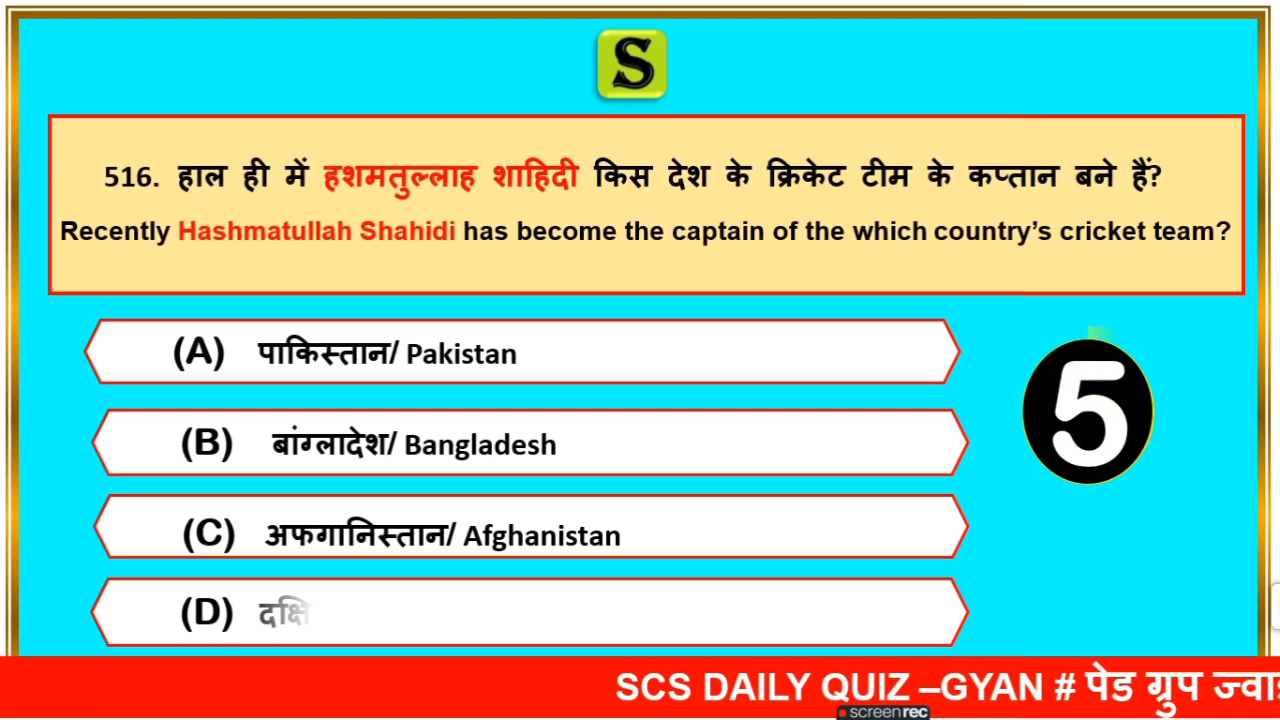 S
516. हाल ही में हशमतुल्लाह शाहिदी किस देश के क्रिकेट टीम के कप्तान बने हैं?
Recently Hashmatullah Shahidi has become the captain of the which country’s cricket team?
(A) पाकिस्तान/ Pakistan
5
(B) बांग्लादेश/ Bangladesh
(C) अफगानिस्तान/ Afghanistan
(D) दक्षि
SCS DAILY QUIZ –GYAN # पेड ग्रुप
screenrec